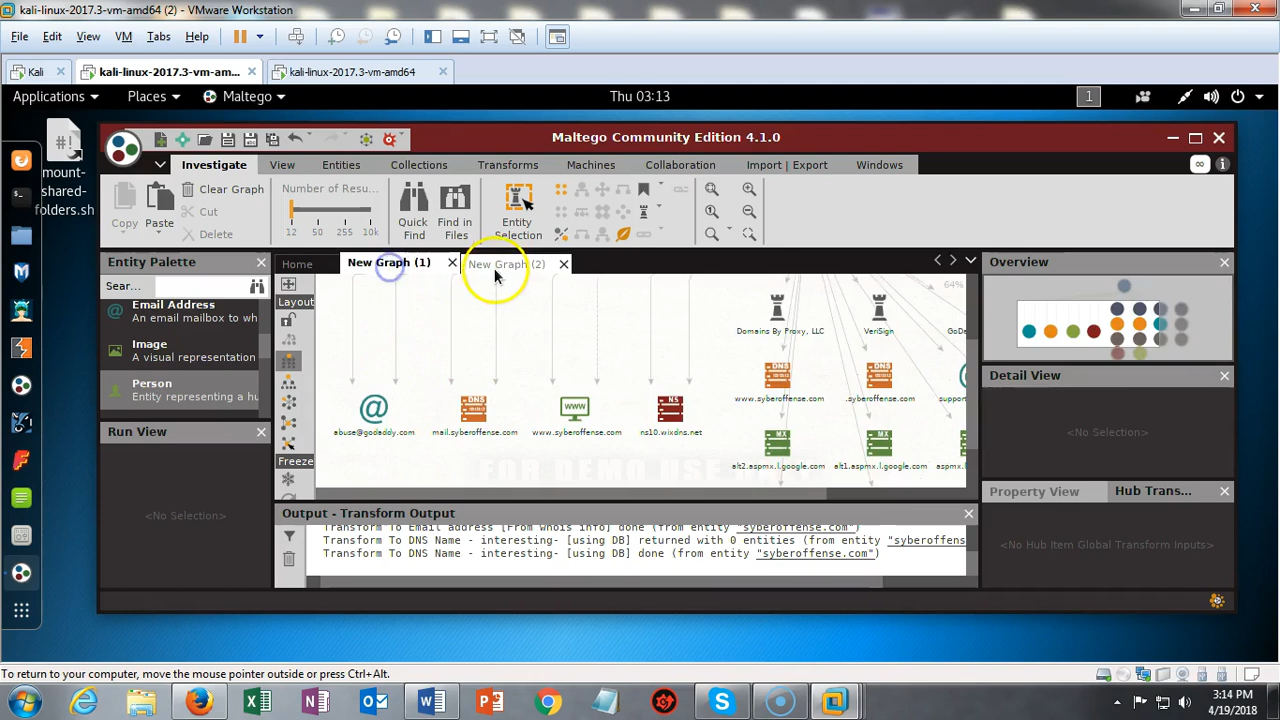 kali-linux-2017.3-vm-amd64 (2) - VMware Workstation
File Edit View VM Tabs Help
Kali kali-linux-2017.3-vm-am... kali-linux-2017.3-vm-amd64
Applications Places Maltego Thu 03:13 1
mount-
shared-
folders.sh
Maltego Community Edition 4.1.0
Investigate View Entities Collections Transforms Machines Collaboration Import | Export Windows
Copy Paste Clear Graph Cut Delete
Number of Resu...
12 50 255 10k
Quick Find
Find in Files
Entity Selection
Entity Palette
Sear...
Email Address
An email mailbox to wh
Image
A visual representation
Person
Entity representing a hu
Run View
<No Selection>
Home New Graph (1) New Graph (2)
Layout
Freeze
64%
Domains By Proxy, LLC VeriSign GoDa
www.syberoffense.com .syberoffense.com support
abuse@godaddy.com mail.syberoffense.com www.syberoffense.com ns10.wixdns.net
alt2.aspmx.l.google.com alt1.aspmx.l.google.com aspmx
FOR DEMO USE
Output - Transform Output
Transform To Email address [From whois info] done (from entity "syberoffense.com")
Transform To DNS Name - interesting- [using DB] returned with 0 entities (from entity "syberoffens
Transform To DNS Name - interesting- [using DB] done (from entity "syberoffense.com")
Overview
Detail View
<No Selection>
Property View Hub Trans...
<No Hub Item Global Transform Inputs>
To return to your computer, move the mouse pointer outside or press Ctrl+Alt.
3:14 PM
4/19/2018